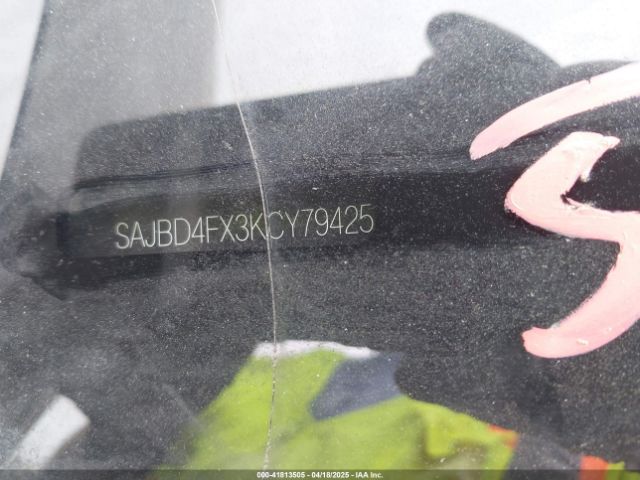 SAJBD4FX3KCY79425
000-41813505 - 04/18/2025 - IAA Inc.